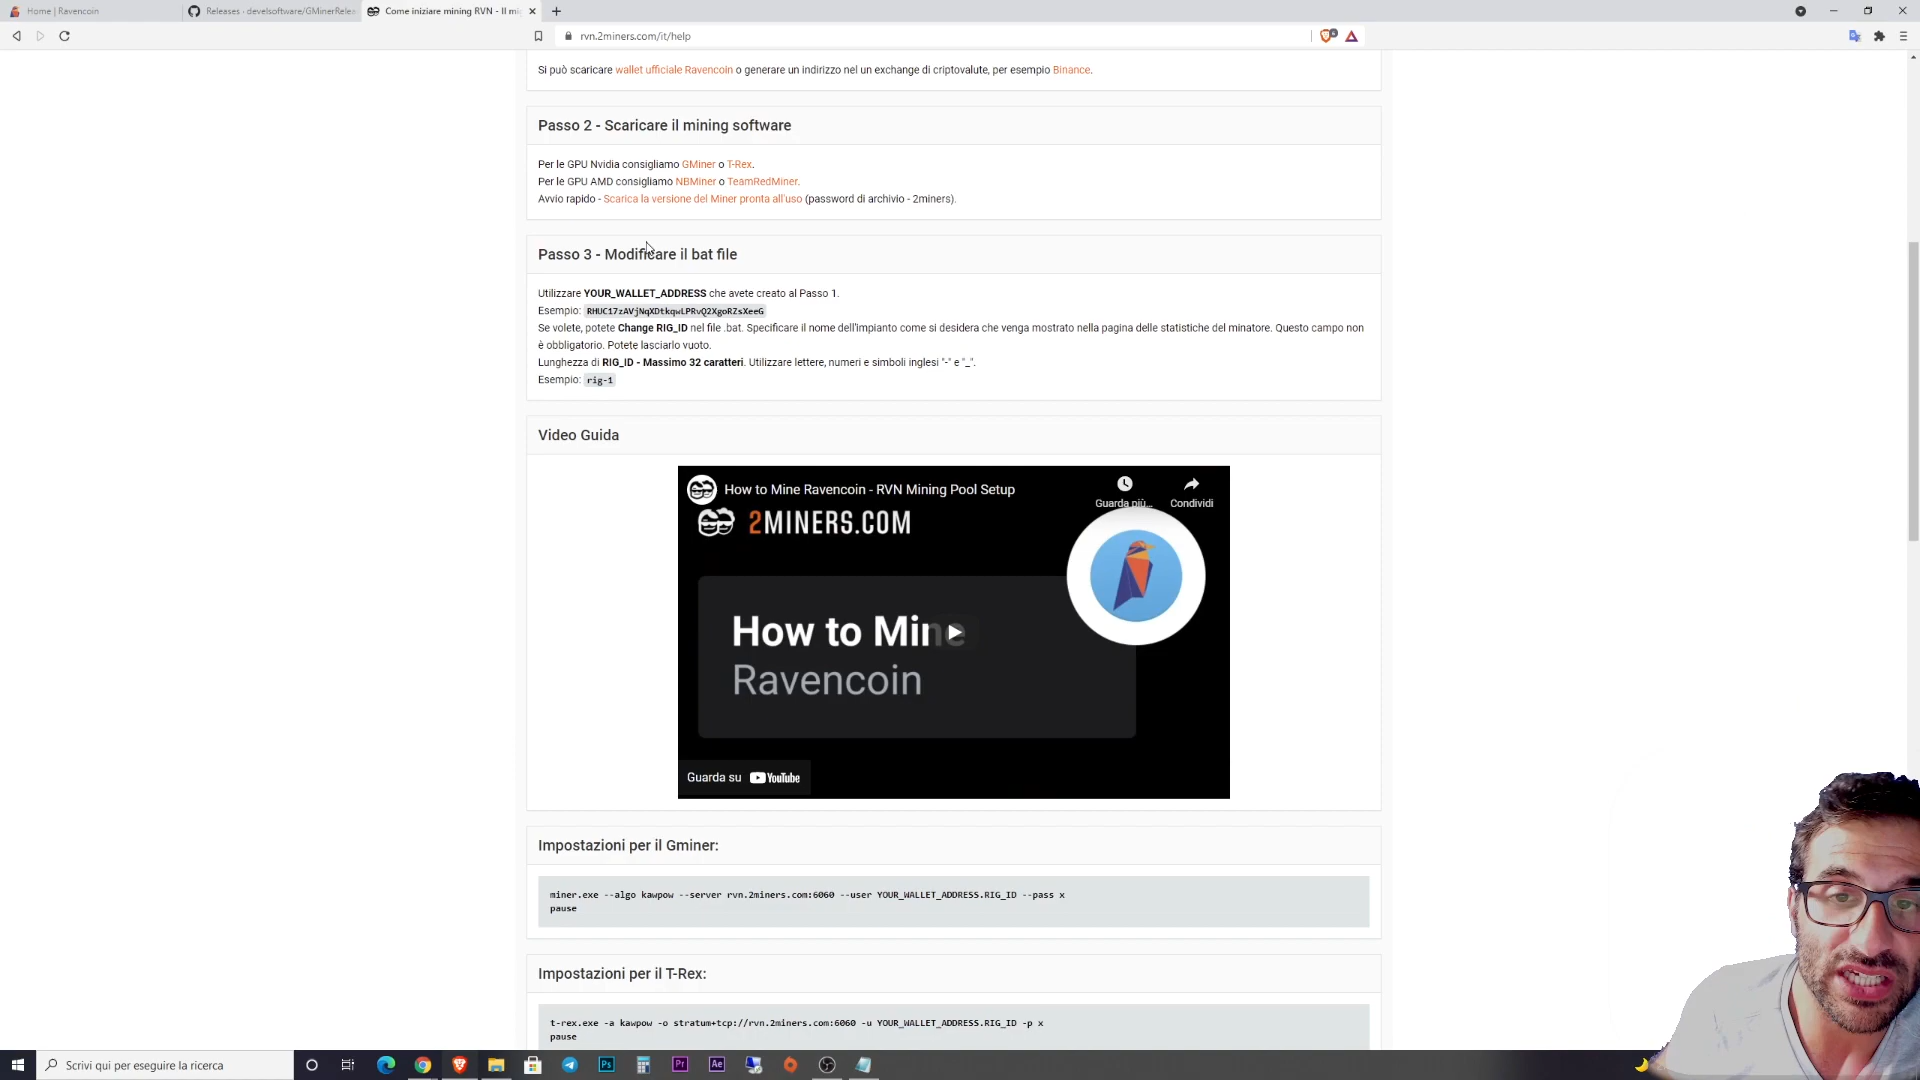 Home | Ravencoin
Releases · develsoftware/GMinerRelea
Come iniziare mining RVN - Il mi
rvn.2miners.com/it/help
Si può scaricare wallet ufficiale Ravencoin o generare un indirizzo nel un exchange di criptovalute, per esempio Binance.
Passo 2 - Scaricare il mining software
Per le GPU Nvidia consigliamo GMiner o T-Rex.
Per le GPU AMD consigliamo NBMiner o TeamRedMiner.
Avvio rapido - Scarica la versione del Miner pronta all'uso (password di archivio - 2miners).
Passo 3 - Modificare il bat file
Utilizzare YOUR_WALLET_ADDRESS che avete creato al Passo 1.
Esempio: RHUC17zAVjNqXDtkqwLPRvQ2XgoRZsXeeG
Se volete, potete Change RIG_ID nel file .bat. Specificare il nome dell'impianto come si desidera che venga mostrato nella pagina delle statistiche del minatore. Questo campo non
è obbligatorio. Potete lasciarlo vuoto.
Lunghezza di RIG_ID - Massimo 32 caratteri. Utilizzare lettere, numeri e simboli inglesi "-" e "_".
Esempio: rig-1
Video Guida
How to Mine Ravencoin - RVN Mining Pool Setup
Guarda più...
Condividi
2MINERS.COM
How to Mine
Ravencoin
Guarda su YouTube
Impostazioni per il Gminer:
miner.exe --algo kawpow --server rvn.2miners.com:6060 --user YOUR_WALLET_ADDRESS.RIG_ID --pass x
pause
Impostazioni per il T-Rex:
t-rex.exe -a kawpow -o stratum+tcp://rvn.2miners.com:6060 -u YOUR_WALLET_ADDRESS.RIG_ID -p x
pause
Scrivi qui per eseguire la ricerca
Ps
Pr
Ae